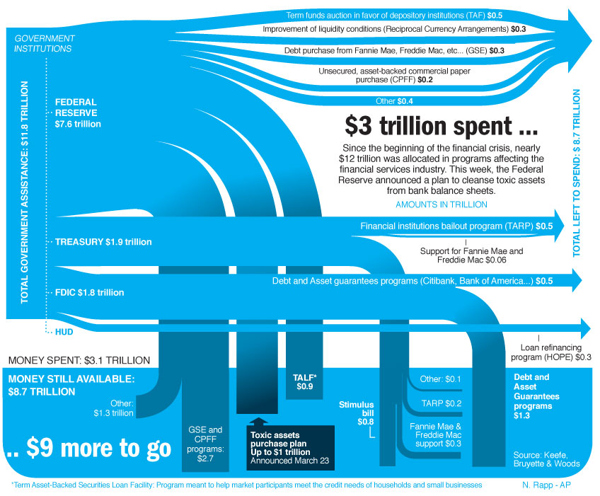 GOVERNMENT
INSTITUTIONS
Term funds auction in favor of depository institutions (TAF) $0.5
Improvement of liquidity conditions (Reciprocal Currency Arrangements) $0.3
Debt purchase from Fannie Mae, Freddie Mac, etc... (GSE) $0.3
Unsecured, asset-backed commercial paper
purchase (CPFF) $0.2
Other $0.4
TOTAL GOVERNMENT ASSISTANCE: $11.8 TRILLION
FEDERAL
RESERVE
$7.6 trillion
$3 trillion spent ...
Since the beginning of the financial crisis, nearly
$12 trillion was allocated in programs affecting the
financial services industry. This week, the Federal
Reserve announced a plan to cleanse toxic assets
from bank balance sheets.
AMOUNTS IN TRILLION
TOTAL LEFT TO SPEND: $ 8.7 TRILLION
Financial institutions bailout program (TARP) $0.5
TREASURY $1.9 trillion
Support for Fannie Mae and
Freddie Mac $0.06
Debt and Asset guarantees programs (Citibank, Bank of America...) $0.5
FDIC $1.8 trillion
HUD
Loan refinancing
program (HOPE) $0.3
MONEY SPENT: $3.1 TRILLION
MONEY STILL AVAILABLE:
$8.7 TRILLION
Other:
$1.3 trillion
.. $9 more to go
GSE and
CPFF
programs:
$2.7
TALF*
$0.9
Toxic assets
purchase plan
Up to $1 trillion
Announced March 23
Stimulus
bill
$0.8
Other: $0.1
TARP $0.2
Fannie Mae &
Freddie Mac
support $0.3
Debt and
Asset
Guarantees
programs
$1.3
Source: Keefe,
Bruyette & Woods
*Term Asset-Backed Securities Loan Facility: Program meant to help market participants meet the credit needs of households and small businesses
N. Rapp - AP